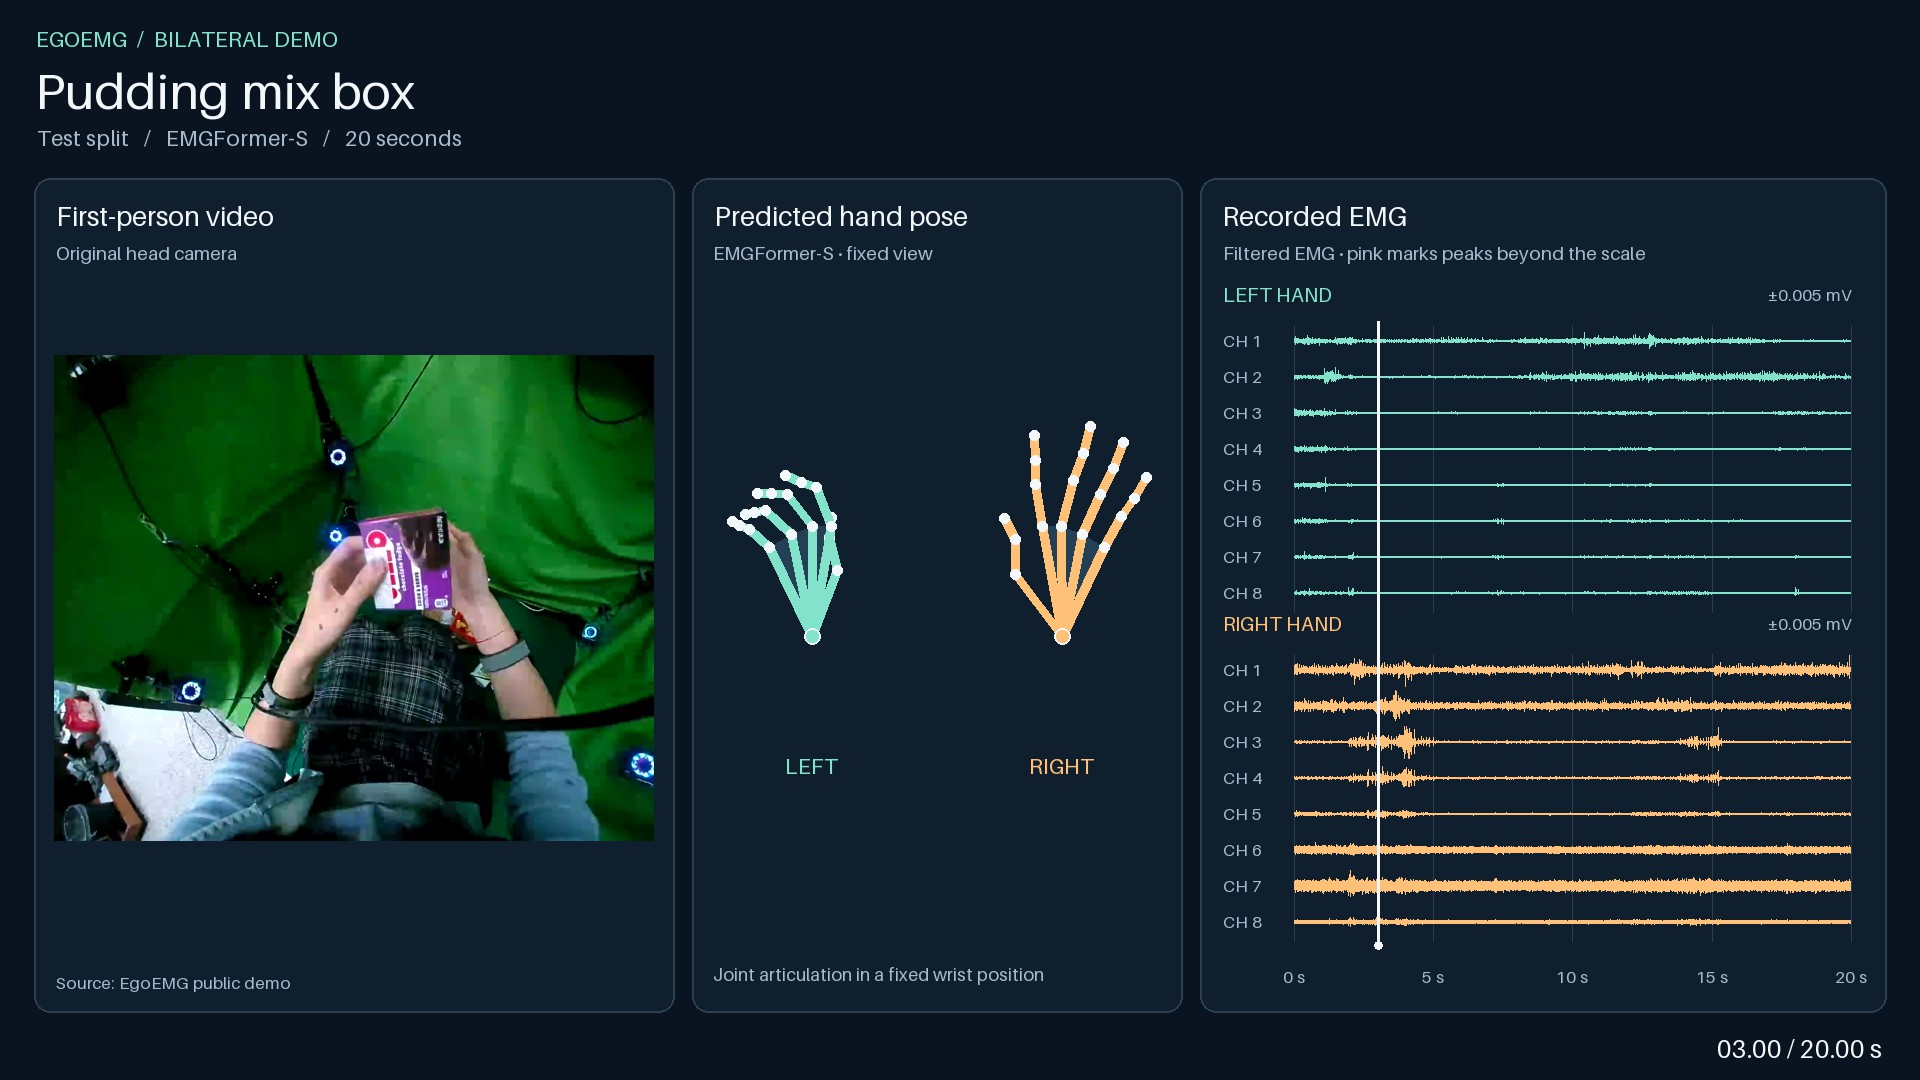 EGOEMG / BILATERAL DEMO
Pudding mix box
Test split / EMGFormer-S / 20 seconds
First-person video
Original head camera
Source: EgoEMG public demo
Predicted hand pose
EMGFormer-S · fixed view
LEFT
RIGHT
Joint articulation in a fixed wrist position
Recorded EMG
Filtered EMG · pink marks peaks beyond the scale
LEFT HAND
±0.005 mV
CH 1
CH 2
CH 3
CH 4
CH 5
CH 6
CH 7
CH 8
RIGHT HAND
±0.005 mV
CH 1
CH 2
CH 3
CH 4
CH 5
CH 6
CH 7
CH 8
0 s
5 s
10 s
15 s
20 s
03.00 / 20.00 s